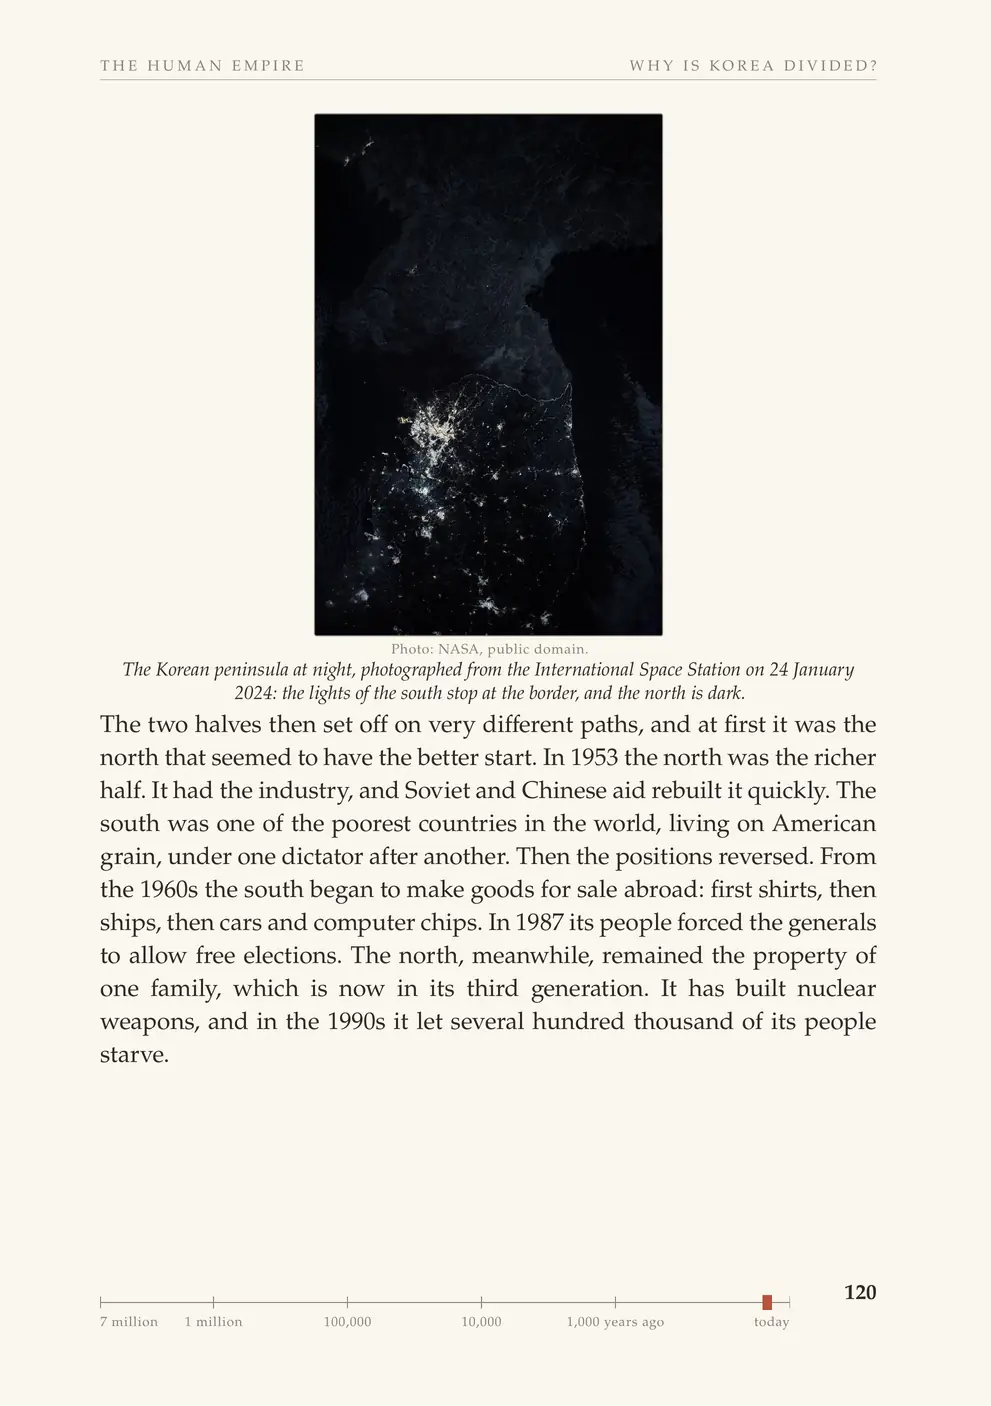 THE HUMAN EMPIRE
WHY IS KOREA DIVIDED?
Photo: NASA, public domain.
The Korean peninsula at night, photographed from the International Space Station on 24 January
2024: the lights of the south stop at the border, and the north is dark.
The two halves then set off on very different paths, and at first it was the
north that seemed to have the better start. In 1953 the north was the richer
half. It had the industry, and Soviet and Chinese aid rebuilt it quickly. The
south was one of the poorest countries in the world, living on American
grain, under one dictator after another. Then the positions reversed. From
the 1960s the south began to make goods for sale abroad: first shirts, then
ships, then cars and computer chips. In 1987 its people forced the generals
to allow free elections. The north, meanwhile, remained the property of
one family, which is now in its third generation. It has built nuclear
weapons, and in the 1990s it let several hundred thousand of its people
starve.
120
7 million 1 million 100,000 10,000 1,000 years ago today